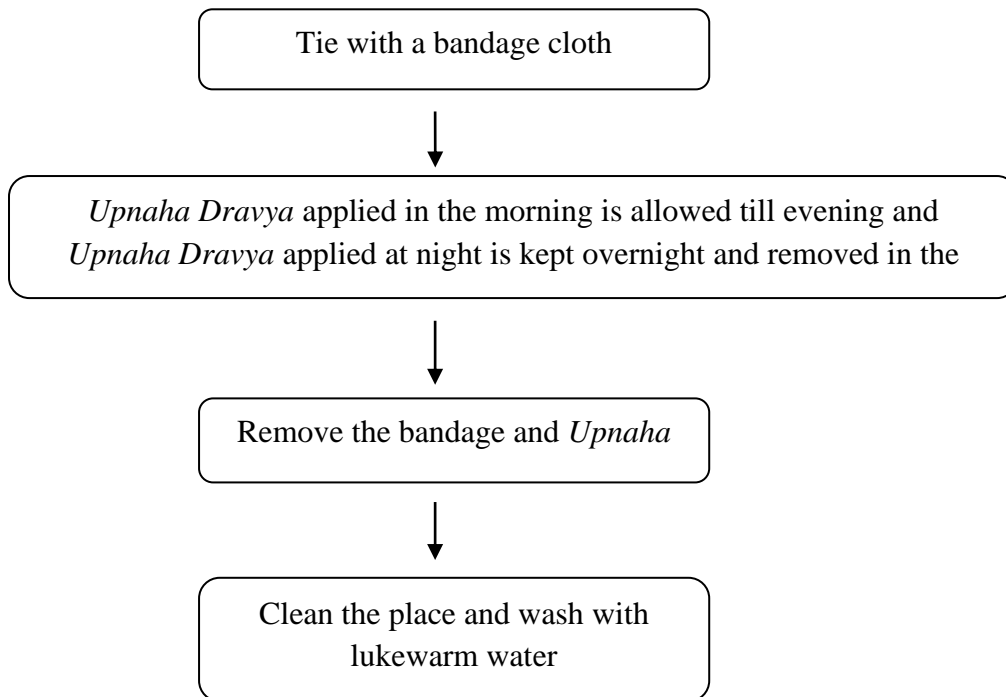 Tie with a bandage cloth
Upnaha Dravya applied in the morning is allowed till evening and
Upnaha Dravya applied at night is kept overnight and removed in the
Remove the bandage and Upnaha
Clean the place and wash with
lukewarm water